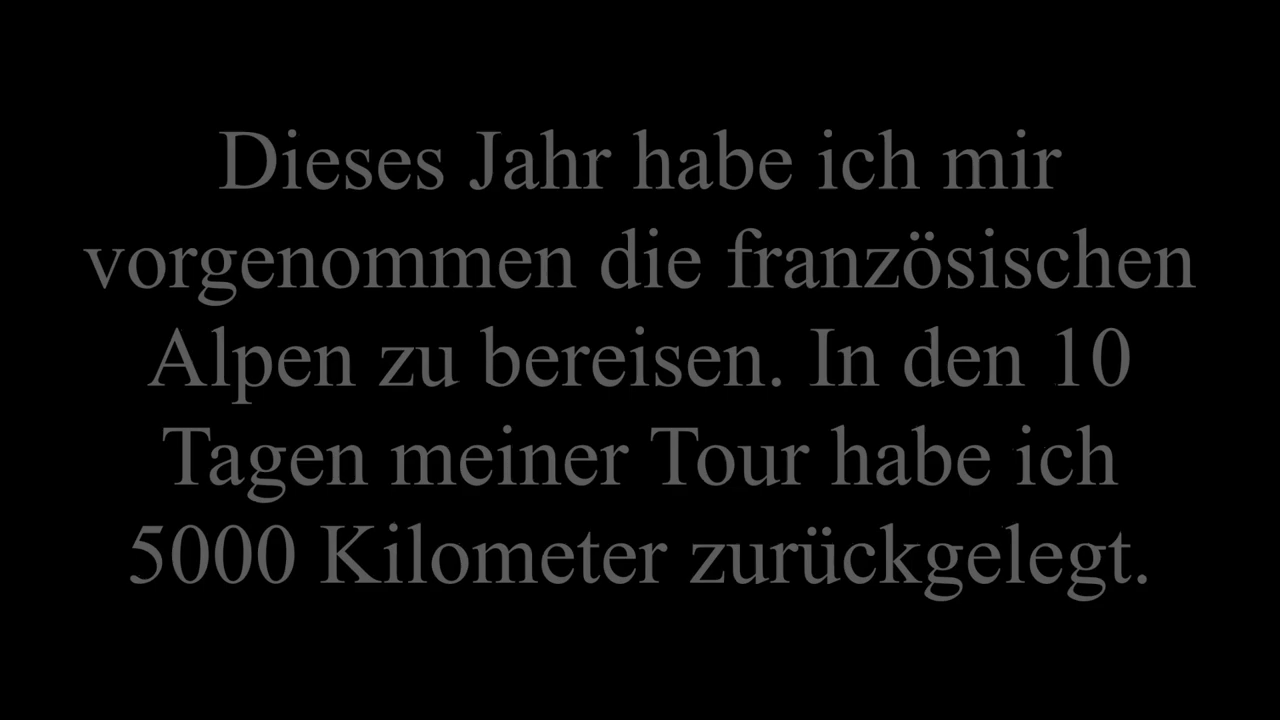 Dieses Jahr habe ich mir
vorgenommen die französischen
Alpen zu bereisen. In den 10
Tagen meiner Tour habe ich
5000 Kilometer zurückgelegt.